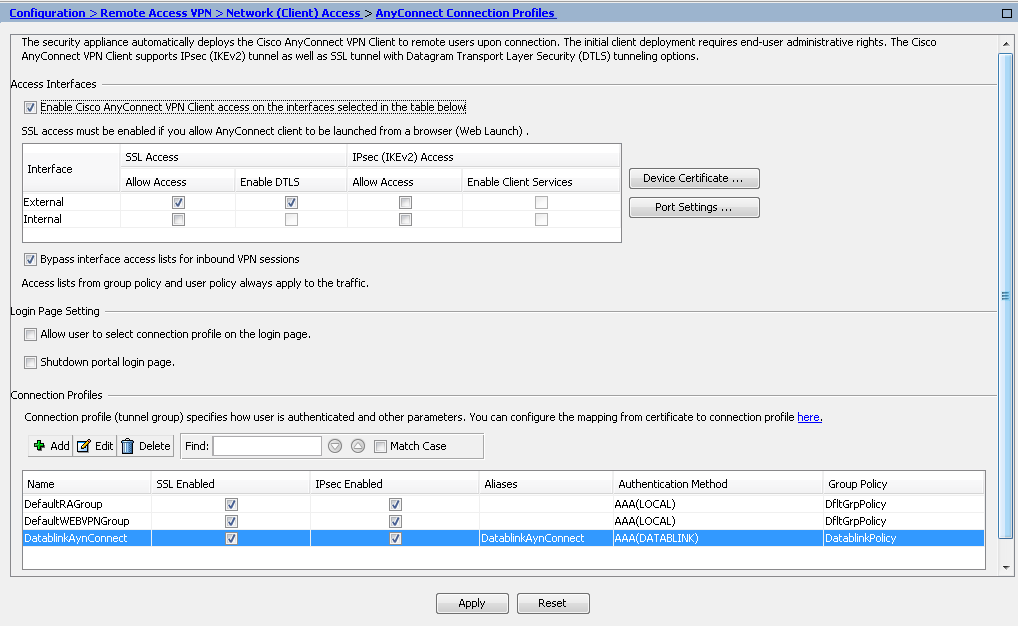 Configuration > Remote Access VPN > Network (Client) Access > AnyConnect Connection Profiles
The security appliance automatically deploys the Cisco AnyConnect VPN Client to remote users upon connection. The initial client deployment requires end-user administrative rights. The Cisco
AnyConnect VPN Client supports IPsec (IKEv2) tunnel as well as SSL tunnel with Datagram Transport Layer Security (DTLS) tunneling options.
Access Interfaces
Enable Cisco AnyConnect VPN Client access on the interfaces selected in the table below
SSL access must be enabled if you allow AnyConnect client to be launched from a browser (Web Launch) .
Interface SSL Access IPsec (IKEv2) Access
Allow Access Enable DTLS Allow Access Enable Client Services
External
Internal
Device Certificate ...
Port Settings ...
Bypass interface access lists for inbound VPN sessions
Access lists from group policy and user policy always apply to the traffic.
Login Page Setting
Allow user to select connection profile on the login page.
Shutdown portal login page.
Connection Profiles
Connection profile (tunnel group) specifies how user is authenticated and other parameters. You can configure the mapping from certificate to connection profile here.
Add Edit Delete Find: Match Case
Name SSL Enabled IPsec Enabled Aliases Authentication Method Group Policy
DefaultRAGroup AAA(LOCAL) DfltGrpPolicy
DefaultWEBVPNGroup AAA(LOCAL) DfltGrpPolicy
DatablinkAynConnect DatablinkAynConnect AAA(DATABLINK) DatablinkPolicy
Apply Reset